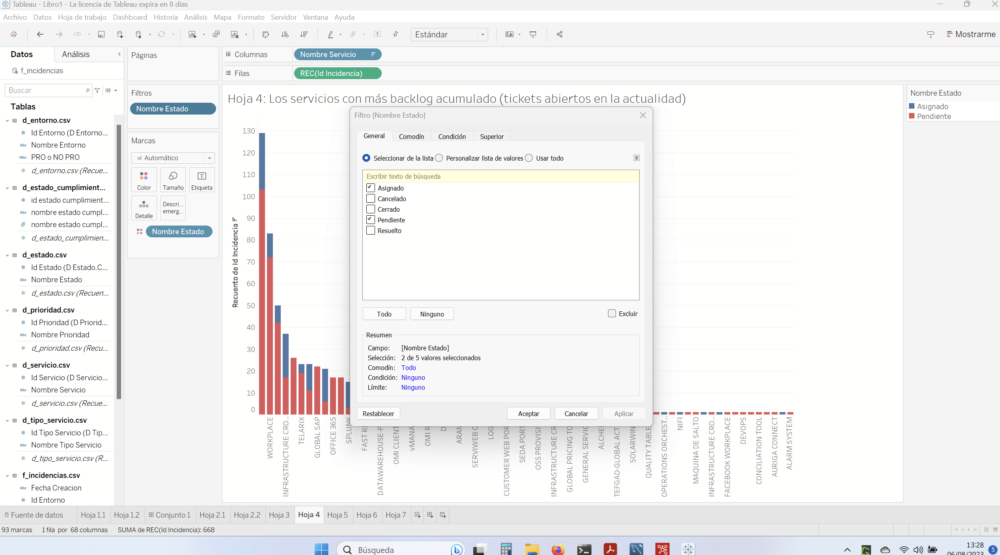 Tableau - Libro1 - La licencia de Tableau expira en 8 días
Archivo Datos Hoja de trabajo Dashboard Historia Análisis Mapa Formato Servidor Ventana Ayuda
Estándar
Mostrarme
Datos
Análisis
f_incidencias
Buscar
Tablas
d_entorno.csv
Id Entorno (D Entorno...
Abc Nombre Entorno
=Abc PRO o NO PRO
d_entorno.csv (Recue...
d_estado_cumplimient...
id estado cumplimient...
Abc nombre estado cumpl...
nombre estado cumpl...
d_estado_cumplimien...
d_estado.csv
Id Estado (D Estado.C...
Abc Nombre Estado
d_estado.csv (Recuen...
d_prioridad.csv
Id Prioridad (D Priorid...
Abc Nombre Prioridad
d_prioridad.csv (Recu...
d_servicio.csv
Id Servicio (D Servicio...
Abc Nombre Servicio
d_servicio.csv (Recue...
d_tipo_servicio.csv
Id Tipo Servicio (D Tip...
Abc Nombre Tipo Servicio
d_tipo_servicio.csv (R...
f_incidencias.csv
Abc Fecha Creacion
Id Entorno
Páginas
Filtros
Nombre Estado
Marcas
Automático
Color
Tamaño
Etiqueta
Detalle
Descri...
emerg...
Nombre Estado
Columnas
Nombre Servicio
Filas
REC(Id Incidencia)
Hoja 4: Los servicios con más backlog acumulado (tickets abiertos en la actualidad)
Recuento de Id Incidencia
130
120
110
100
90
80
70
60
50
40
30
20
10
0
WORKPLACE
INFRASTRUCTURE CRO..
TELARIX
GLOBAL SAP
OFFICE 365
SPLUNK
FAST RE
DATAWAREHOUSE-P
OMI CLIENT
vMANA
OMI R
D
ARAM
SERVIWEB C
LOG
CUSTOMER WEB POR
SEDA PORT
OSS PROVISI
INFRASTRUCTURE CR
GLOBAL PRICING TO
GENERAL SERVIC
ALCHE
TEFGAD-GLOBAL ACT
SOLARWIN
QUALITY TABLE
OPERATIONS ORCHEST..
NIFI
MAQUINA DE SALTO
INFRASTRUCTURE CRO..
FACEBOOK WORKPLACE
DEVOPS
CONCILIATION TOOL
AURIGA CONNECT
ALARM SYSTEM
Filtro [Nombre Estado]
General
Comodín
Condición
Superior
Seleccionar de la lista
Personalizar lista de valores
Usar todo
Escribir texto de búsqueda
Asignado
Cancelado
Cerrado
Pendiente
Resuelto
Todo
Ninguno
Excluir
Resumen
Campo: [Nombre Estado]
Selección: 2 de 5 valores seleccionados
Comodín: Todo
Condición: Ninguno
Límite: Ninguno
Restablecer
Aceptar
Cancelar
Aplicar
Nombre Estado
Asignado
Pendiente
Fuente de datos
Hoja 1.1
Hoja 1.2
Conjunto 1
Hoja 2.1
Hoja 2.2
Hoja 3
Hoja 4
Hoja 5
Hoja 6
Hoja 7
93 marcas 1 fila por 68 columnas SUMA de REC(Id Incidencia): 668
Búsqueda
13:28
06/08/2023
5